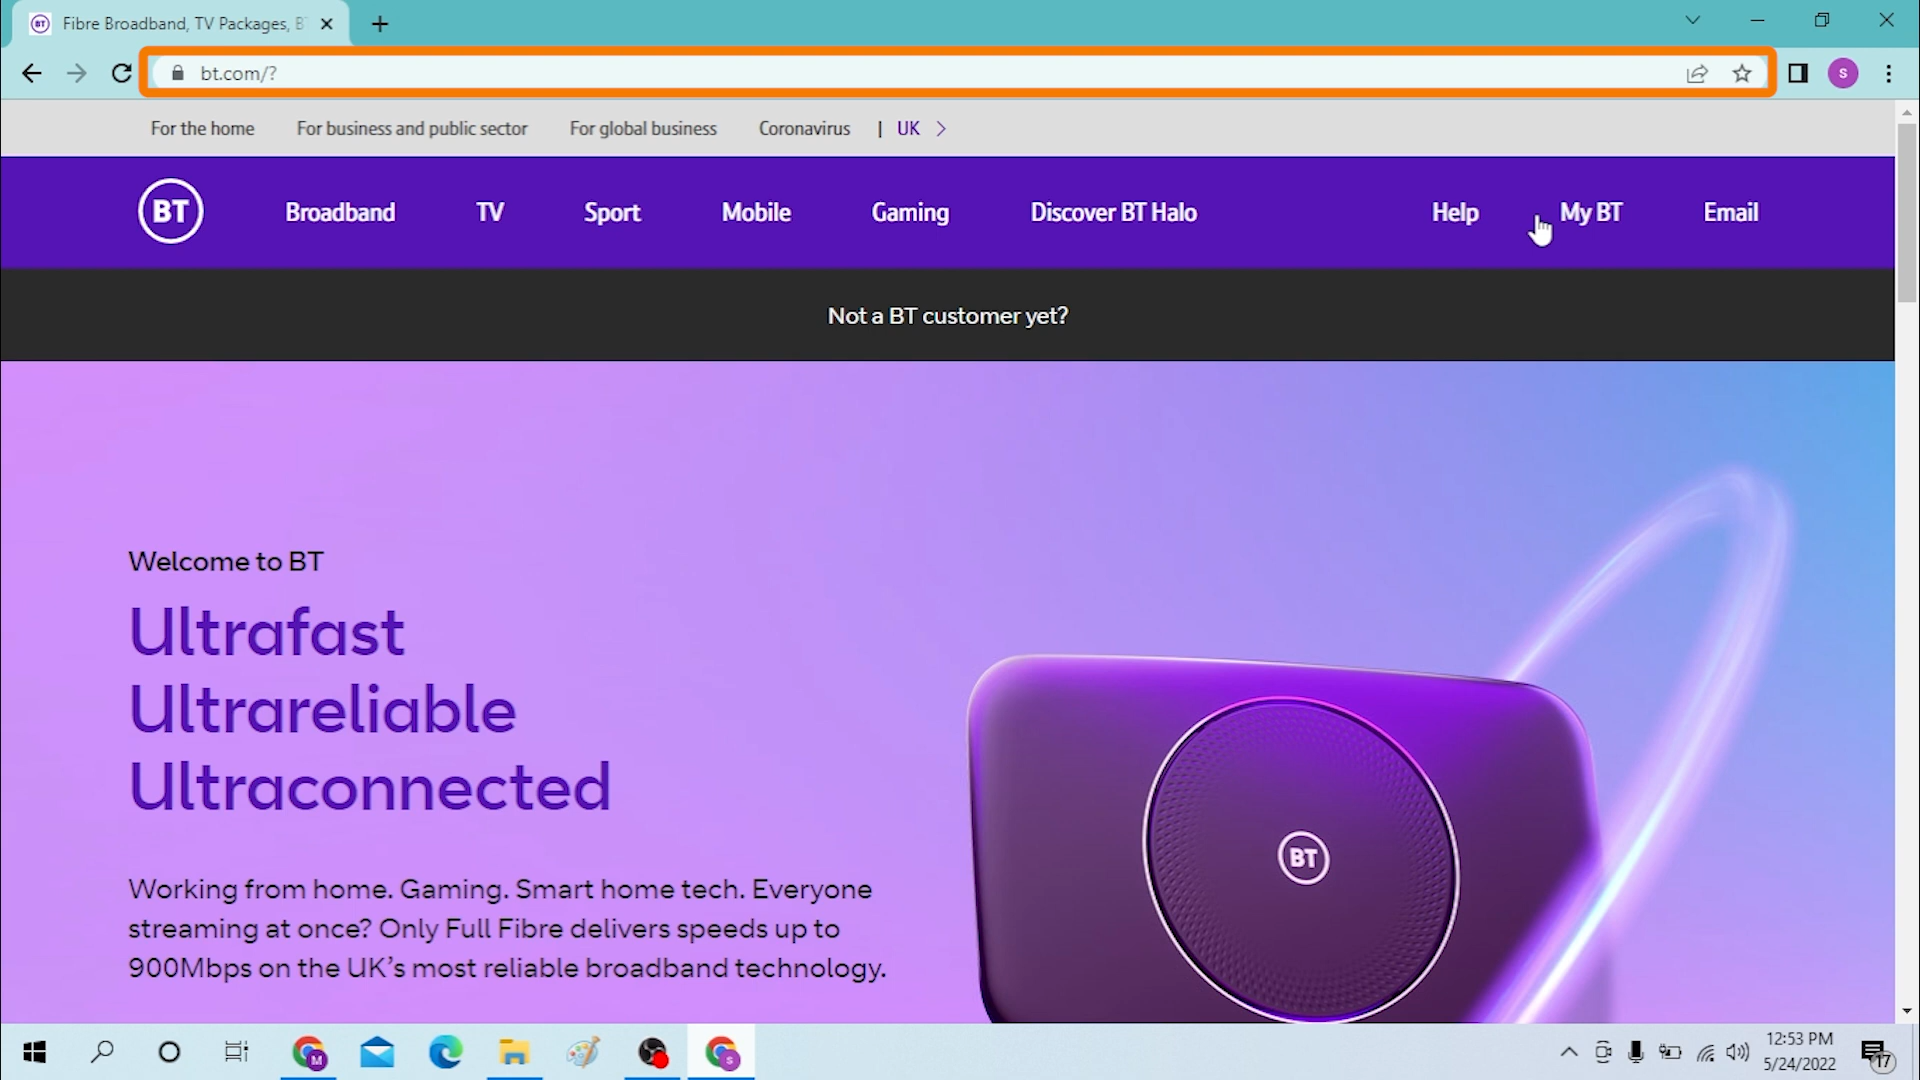 Fibre Broadband, TV Packages, B
bt.com/?
S
For the home
For business and public sector
For global business
Coronavirus
|
UK
BT
Broadband
TV
Sport
Mobile
Gaming
Discover BT Halo
Help
My BT
Email
Not a BT customer yet?
Welcome to BT
Ultrafast
Ultrareliable
Ultraconnected
Working from home. Gaming. Smart home tech. Everyone
streaming at once? Only Full Fibre delivers speeds up to
900Mbps on the UK's most reliable broadband technology.
BT
M
S
12:53 PM
5/24/2022
17